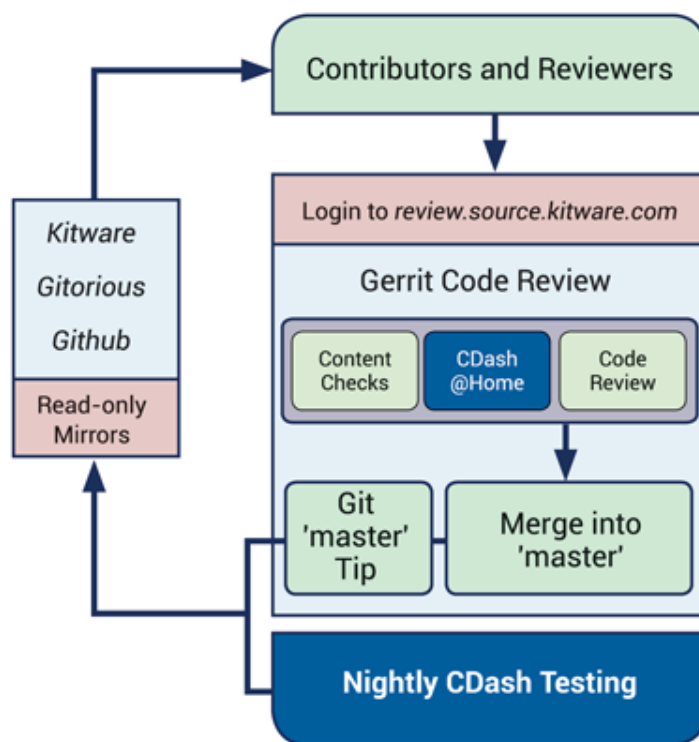 Contributors and Reviewers
Login to review.source.kitware.com
Kitware
Gitorious
Github
Read-only
Mirrors
Gerrit Code Review
Content
Checks
CDash
@Home
Code
Review
Git
'master'
Tip
Merge into
'master'
Nightly CDash Testing